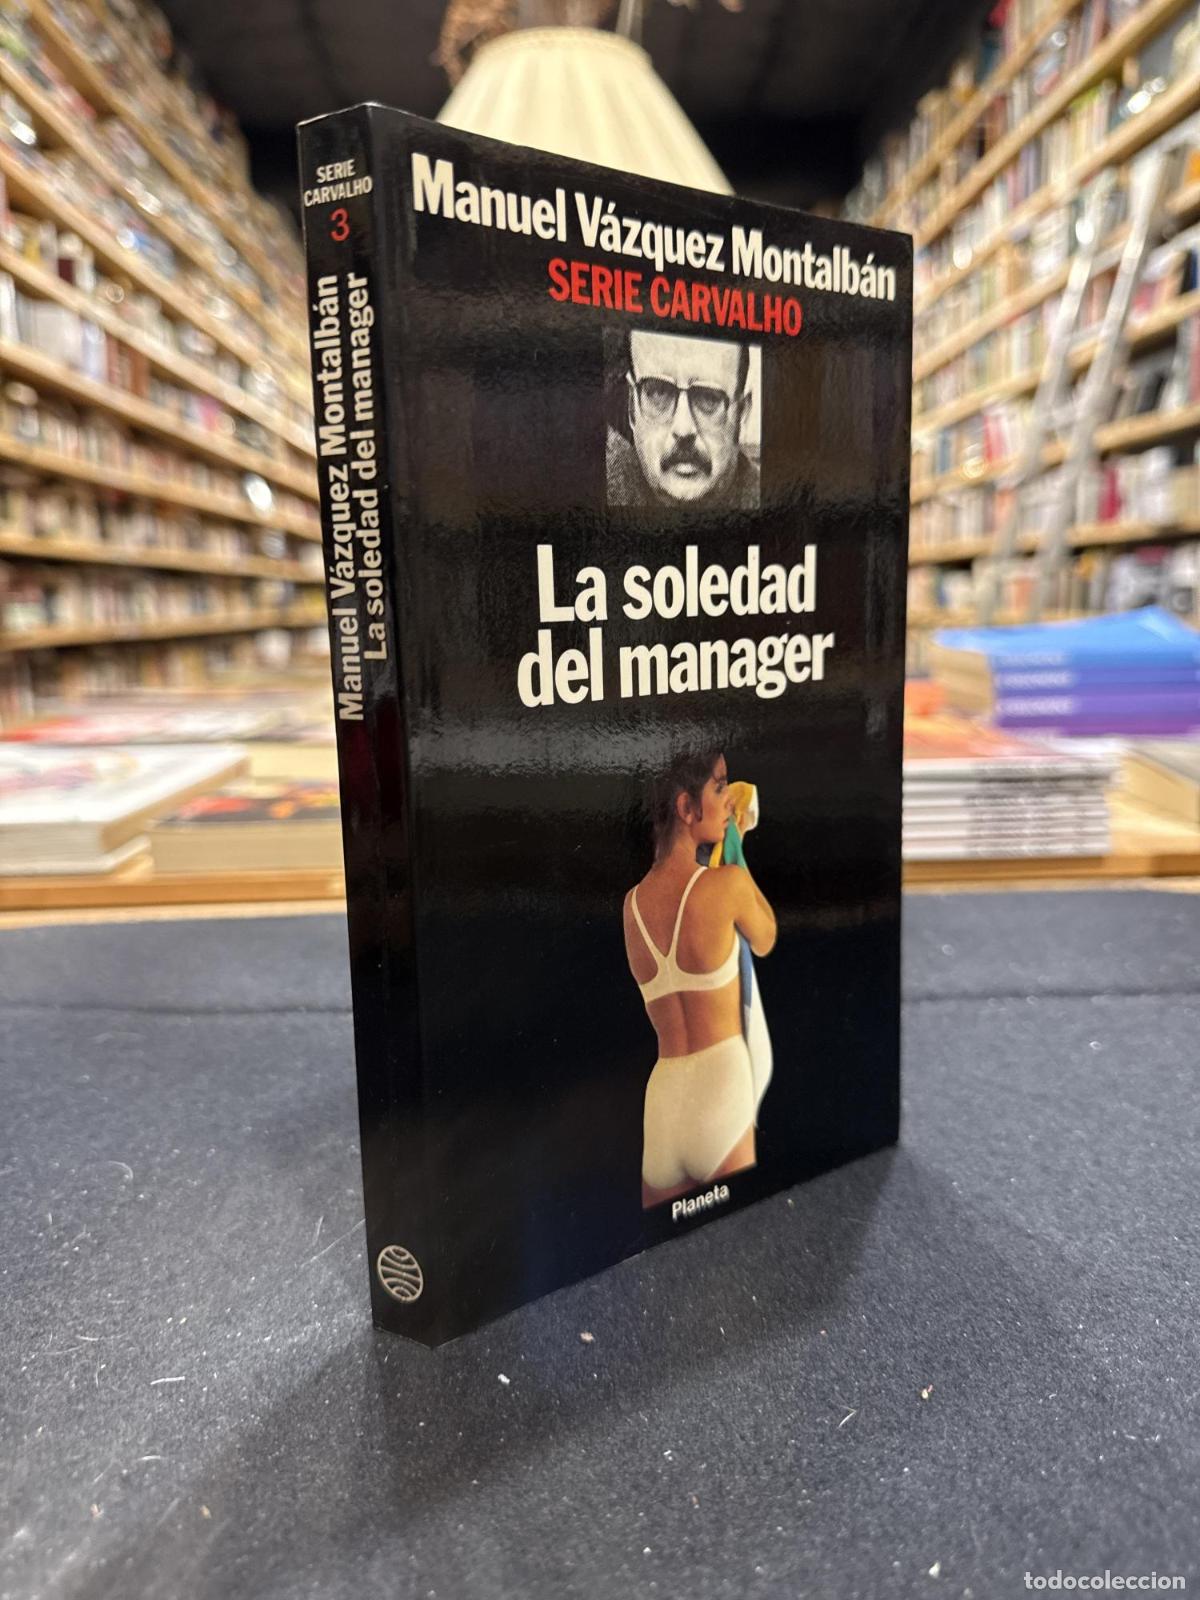 SERIE
CARVALHO
3
Manuel Vázquez Montalbán
La soledad del manager
Manuel Vázquez Montalbán
SERIE CARVALHO
La soledad
del manager
Planeta
todocoleccion